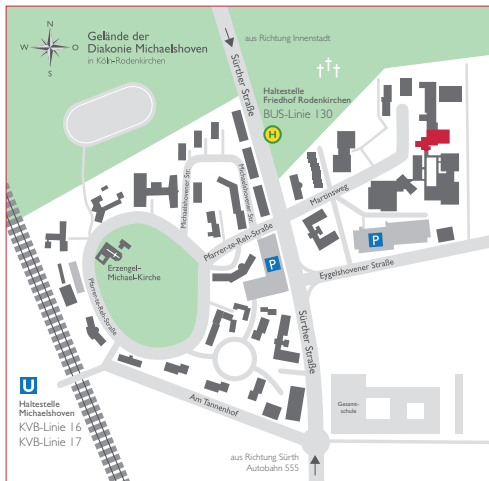 N
W O
S
Gelände der
Diakonie Michaelshoven
in Köln-Rodenkirchen
aus Richtung Innenstadt
Sürther Straße
Haltestelle
Friedhof Rodenkirchen
BUS-Linie 130
H
Michaelshovener Str.
Michaelshovener Str.
Martinsweg
Pfarrer-te-Reh-Straße
P
P
Eygelshovener Straße
Erzengel-
Michael-Kirche
Pfarrer-te-Reh-Straße
Sürther Straße
U
Haltestelle
Michaelshoven
KVB-Linie 16
KVB-Linie 17
Am Tannenhof
Gesamt-
schule
aus Richtung Sürth
Autobahn 555